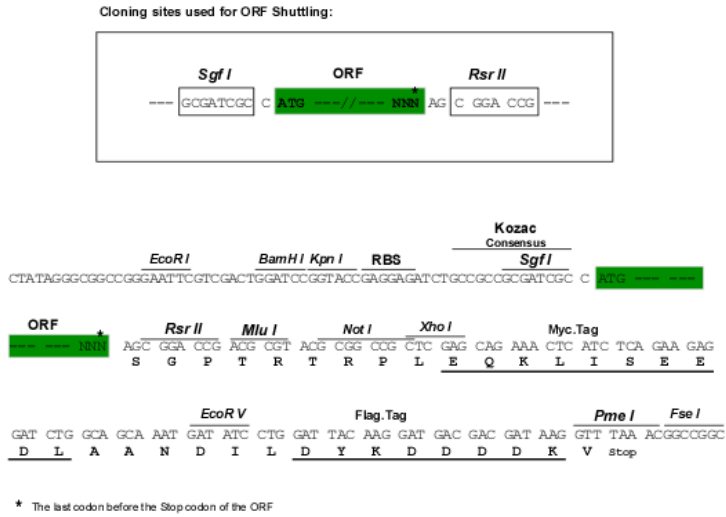 Cloning sites used for ORF Shuttling:
Sgf I ORF Rsr II
--- GCGATCGC C ATG ---//--- NNN* AG C GGA CCG ---
Kozac
Consensus
EcoR I BamH I Kpn I RBS Sgf I
CTATAGGGCGGCCGGGAATTCGTCGACTGGATCCGGTACCGAGGAGATCTGCCGCCGCGATCGC C ATG --- ---
ORF * Rsr II Mlu I Not I Xho I Myc.Tag
--- --- NNN AGC GGA CCG ACG CGT ACG CGG CCG CTC GAG CAG AAA CTC ATC TCA GAA GAG
S G P T R T R P L E Q K L I S E E
EcoR V Flag.Tag Pme I Fse I
GAT CTG GCA GCA AAT GAT ATC CTG GAT TAC AAG GAT GAC GAC GAT AAG GTT TAA ACGGCCGGC
D L A A N D I L D Y K D D D D K V Stop
* The last codon before the Stop codon of the ORF